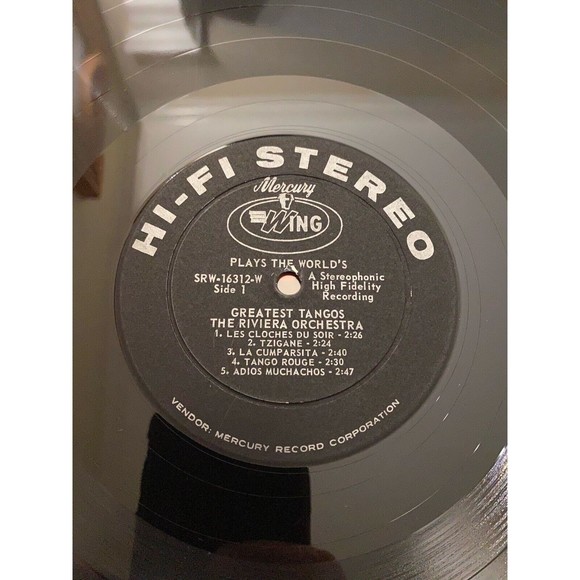 HI-FI STEREO
Mercury
WING
PLAYS THE WORLD'S
SRW-16312-W
Side 1
A Stereophonic
High Fidelity
Recording
GREATEST TANGOS
THE RIVIERA ORCHESTRA
1. LES CLOCHES DU SOIR - 2:26
2. TZIGANE - 2:24
3. LA CUMPARSITA - 2:40
4. TANGO ROUGE - 2:30
5. ADIOS MUCHACHOS - 2:47
VENDOR: MERCURY RECORD CORPORATION